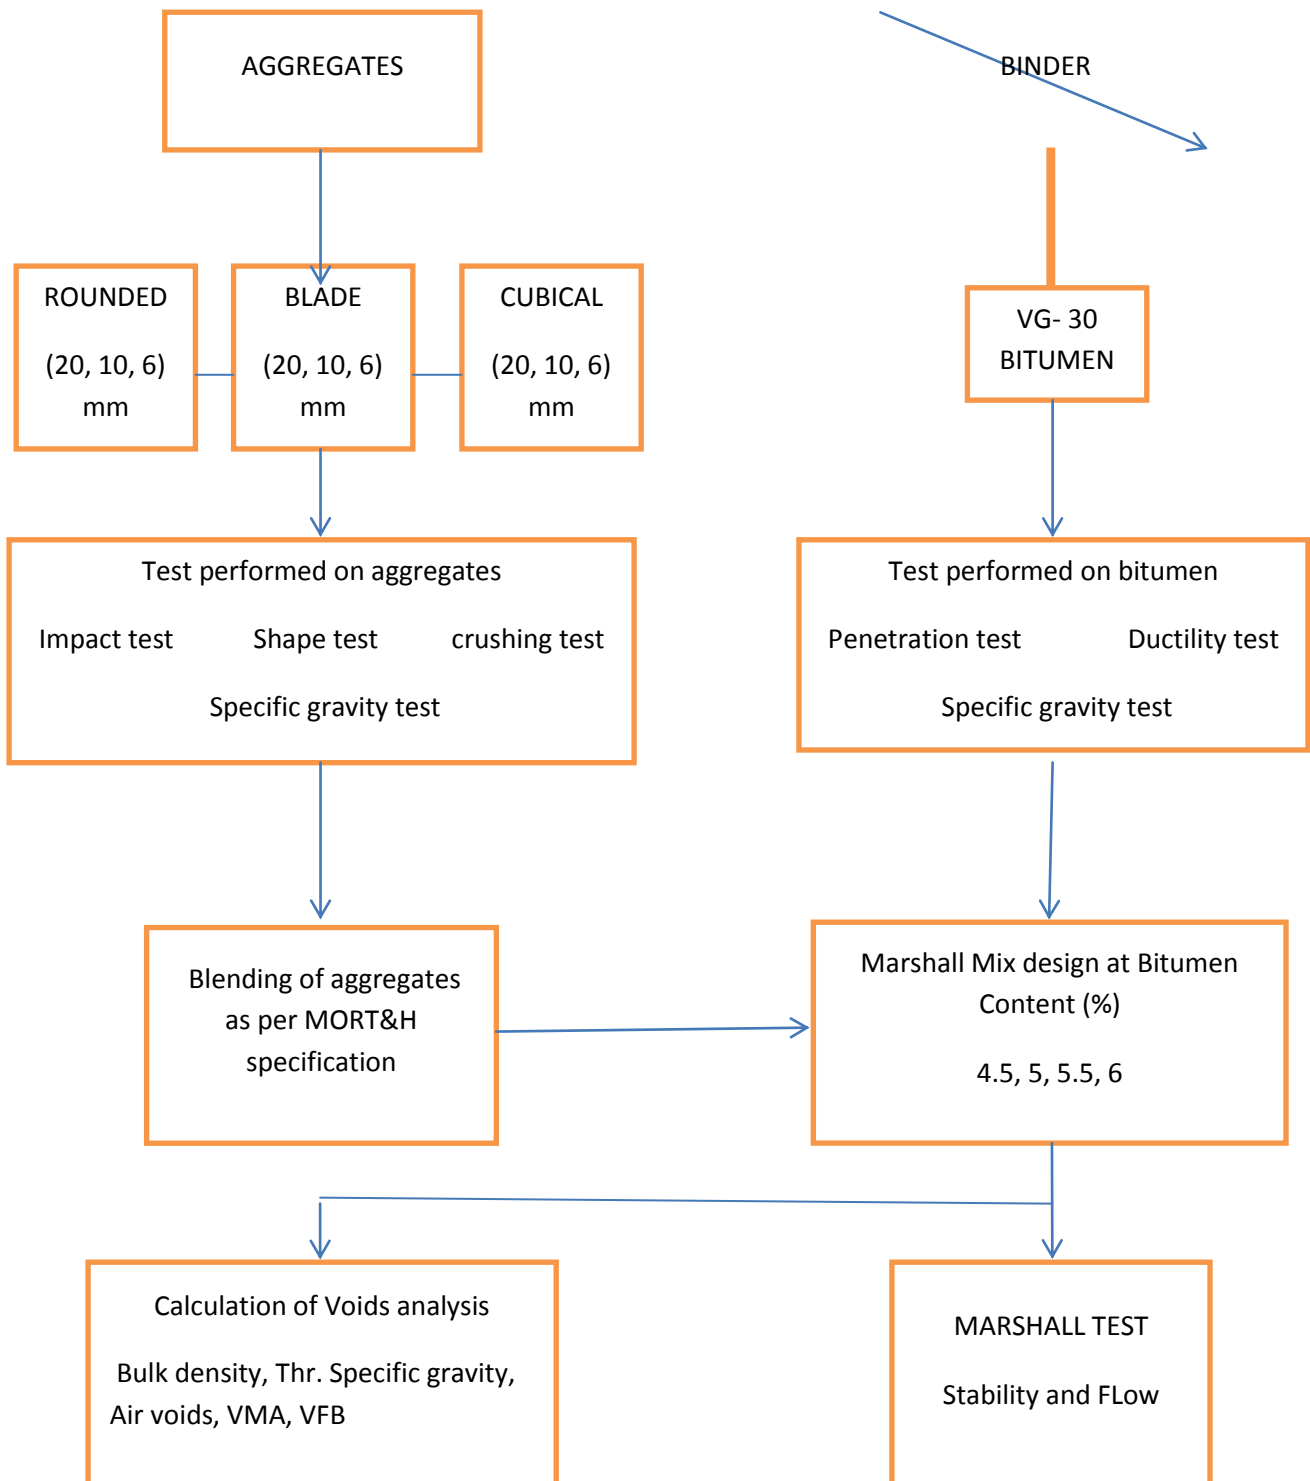 AGGREGATES
BINDER
ROUNDED
(20, 10, 6)
mm
BLADE
(20, 10, 6)
mm
CUBICAL
(20, 10, 6)
mm
VG- 30
BITUMEN
Test performed on aggregates
Impact test Shape test crushing test
Specific gravity test
Test performed on bitumen
Penetration test Ductility test
Specific gravity test
Blending of aggregates
as per MORT&H
specification
Marshall Mix design at Bitumen
Content (%)
4.5, 5, 5.5, 6
Calculation of Voids analysis
Bulk density, Thr. Specific gravity,
Air voids, VMA, VFB
MARSHALL TEST
Stability and FLow